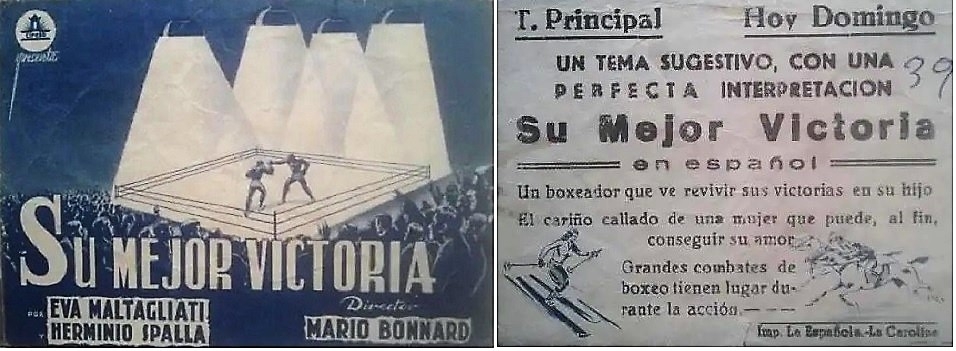 CIFESA
presenta
SU MEJOR VICTORIA
POR EVA MALTAGLIATI
HERMINIO SPALLA
Director
MARIO BONNARD
T. Principal Hoy Domingo
UN TEMA SUGESTIVO, CON UNA
PERFECTA INTERPRETACION
39
Su Mejor Victoria
en español
Un boxeador que ve revivir sus victorias en su hijo
El cariño callado de una mujer que puede, al fin,
conseguir su amor
Grandes combates de
boxeo tienen lugar du-
rante la acción.— — —
Imp. La Española.-La Carolina